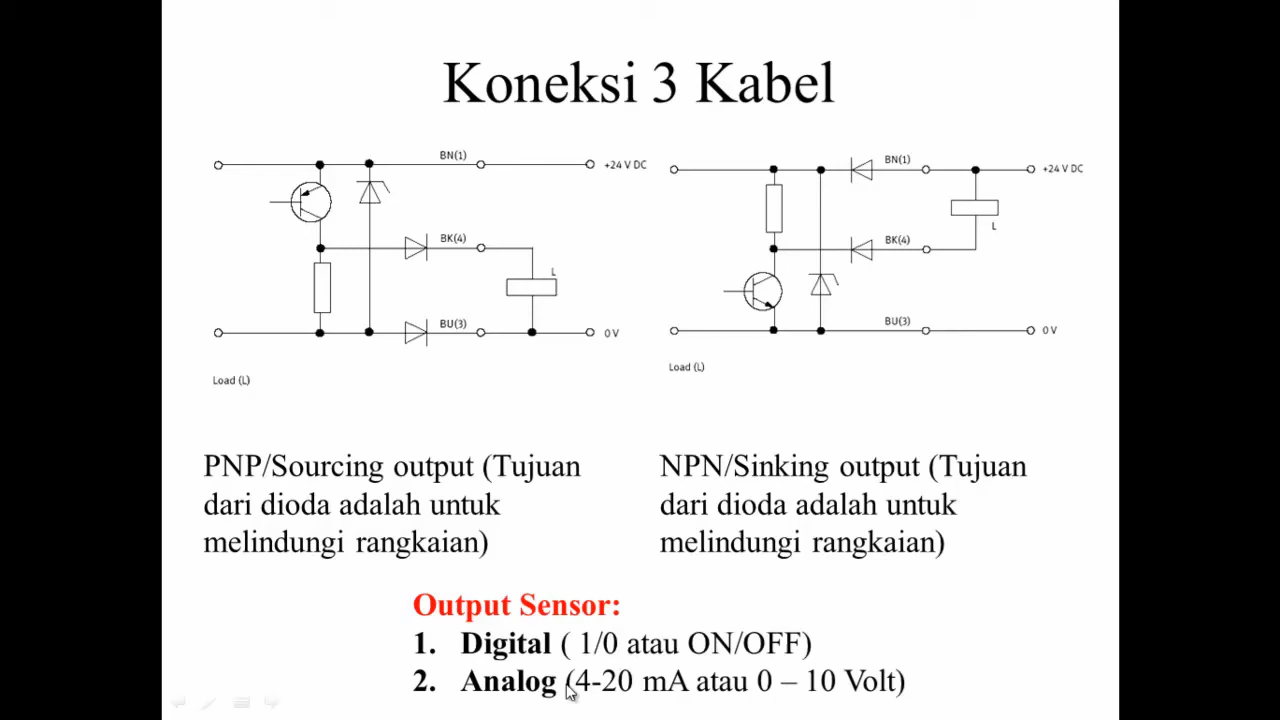 Koneksi 3 Kabel
BN(1)
+24 V DC
BK(4)
L
BU(3)
0 V
Load (L)
BN(1)
+24 V DC
L
BK(4)
BU(3)
0 V
Load (L)
PNP/Sourcing output (Tujuan
dari dioda adalah untuk
melindungi rangkaian)
NPN/Sinking output (Tujuan
dari dioda adalah untuk
melindungi rangkaian)
Output Sensor:
1. Digital ( 1/0 atau ON/OFF)
2. Analog (4-20 mA atau 0 – 10 Volt)